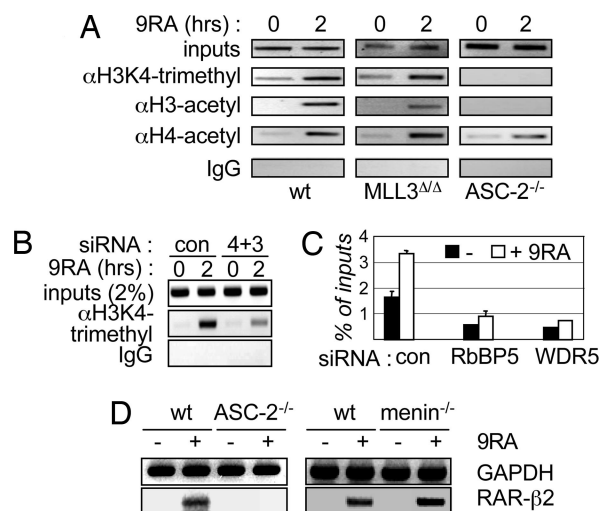 A
9RA (hrs) : 0 2 0 2 0 2
inputs
αH3K4-trimethyl
αH3-acetyl
αH4-acetyl
IgG
wt MLL3Δ/Δ ASC-2-/-
B
siRNA : con 4+3
9RA (hrs) : 0 2 0 2
inputs (2%)
αH3K4-
trimethyl
IgG
C
% of inputs
4
3
2
1
- + 9RA
siRNA : con RbBP5 WDR5
D
wt ASC-2-/- wt menin-/-
- + - + - + - + 9RA
GAPDH
RAR-β2